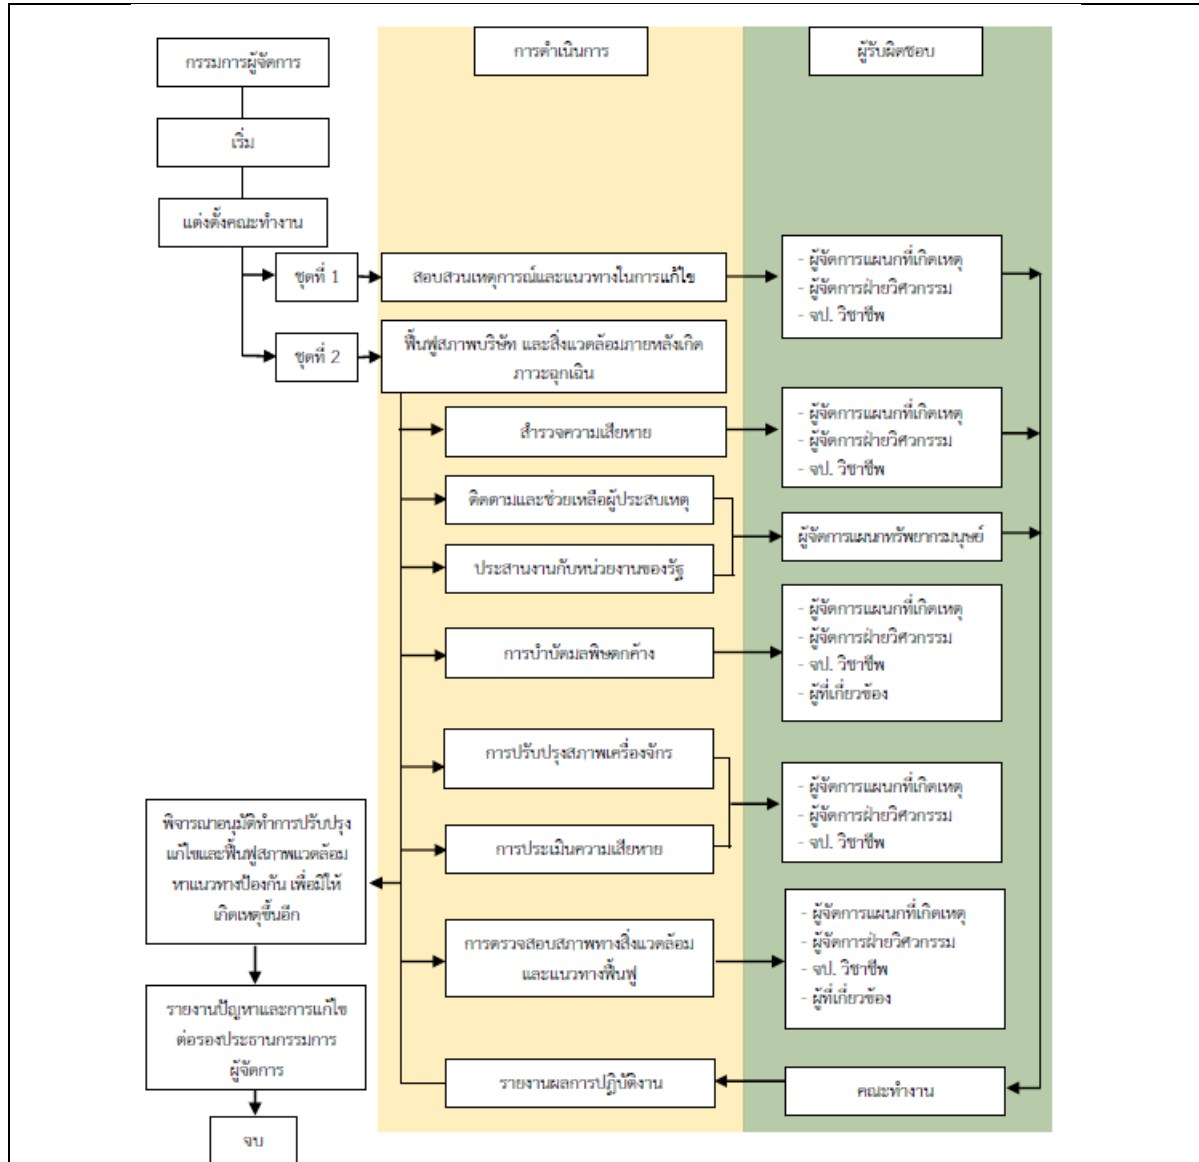 กรรมการผู้จัดการ
การดำเนินการ
ผู้รับผิดชอบ
เริ่ม
แต่งตั้งคณะทำงาน
ชุดที่ 1
สอบสวนเหตุการณ์และแนวทางในการแก้ไข
- ผู้จัดการแผนกที่เกิดเหตุ
- ผู้จัดการฝ่ายวิศวกรรม
- จป. วิชาชีพ
ชุดที่ 2
ฟื้นฟูสภาพบริษัท และสิ่งแวดล้อมภายหลังเกิด
ภาวะฉุกเฉิน
สำรวจความเสียหาย
- ผู้จัดการแผนกที่เกิดเหตุ
- ผู้จัดการฝ่ายวิศวกรรม
- จป. วิชาชีพ
ติดตามและช่วยเหลือผู้ประสบเหตุ
ประสานงานกับหน่วยงานของรัฐ
ผู้จัดการแผนกทรัพยากรมนุษย์
การบำบัดมลพิษตกค้าง
- ผู้จัดการแผนกที่เกิดเหตุ
- ผู้จัดการฝ่ายวิศวกรรม
- จป. วิชาชีพ
- ผู้ที่เกี่ยวข้อง
การปรับปรุงสภาพเครื่องจักร
การประเมินความเสียหาย
- ผู้จัดการแผนกที่เกิดเหตุ
- ผู้จัดการฝ่ายวิศวกรรม
- จป. วิชาชีพ
พิจารณาอนุมัติทำการปรับปรุง
แก้ไขและฟื้นฟูสภาพแวดล้อม
หาแนวทางป้องกัน เพื่อมิให้
เกิดเหตุขึ้นอีก
การตรวจสอบสภาพทางสิ่งแวดล้อม
และแนวทางฟื้นฟู
- ผู้จัดการแผนกที่เกิดเหตุ
- ผู้จัดการฝ่ายวิศวกรรม
- จป. วิชาชีพ
- ผู้ที่เกี่ยวข้อง
รายงานปัญหาและการแก้ไข
ต่อรองประธานกรรมการ
ผู้จัดการ
รายงานผลการปฏิบัติงาน
คณะทำงาน
จบ